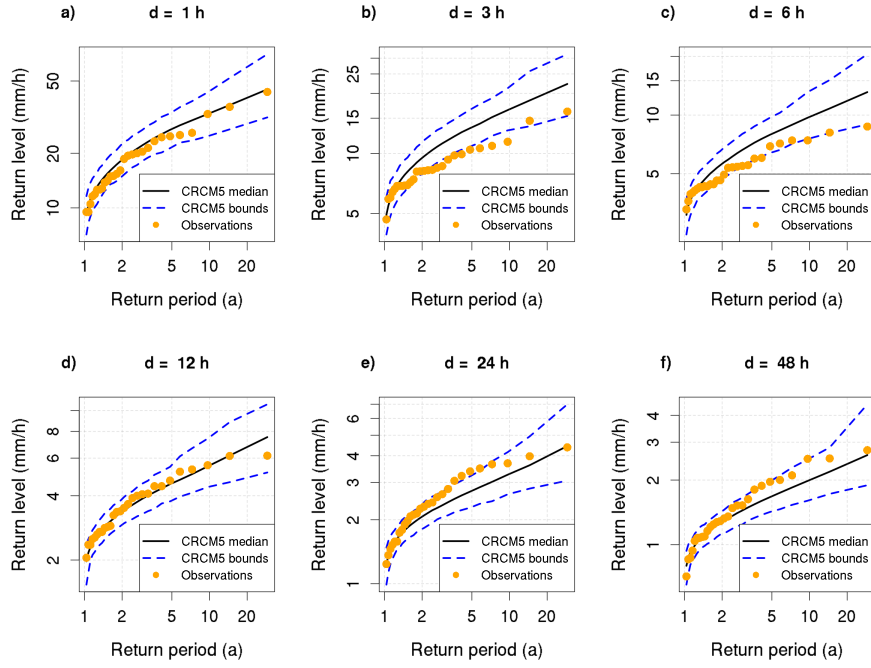 a) d = 1 h
Return level (mm/h)
50
20
10
CRCM5 median
CRCM5 bounds
Observations
1 2 5 10 20
Return period (a)
b) d = 3 h
Return level (mm/h)
25
15
10
5
CRCM5 median
CRCM5 bounds
Observations
1 2 5 10 20
Return period (a)
c) d = 6 h
Return level (mm/h)
15
10
5
CRCM5 median
CRCM5 bounds
Observations
1 2 5 10 20
Return period (a)
d) d = 12 h
Return level (mm/h)
8
6
4
2
CRCM5 median
CRCM5 bounds
Observations
1 2 5 10 20
Return period (a)
e) d = 24 h
Return level (mm/h)
6
4
3
2
1
CRCM5 median
CRCM5 bounds
Observations
1 2 5 10 20
Return period (a)
f) d = 48 h
Return level (mm/h)
4
3
2
1
CRCM5 median
CRCM5 bounds
Observations
1 2 5 10 20
Return period (a)